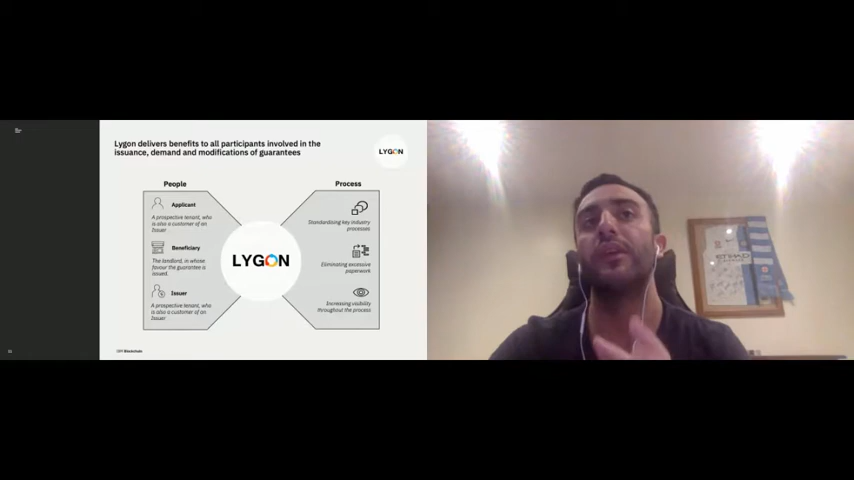 Lygon delivers benefits to all participants involved in the
issuance, demand and modifications of guarantees
LYGON
People
Process
Applicant
A prospective tenant, who
is also a customer of an
Issuer
Beneficiary
The landlord, in whose
favour the guarantee is
issued.
Issuer
A prospective tenant, who
is also a customer of an
Issuer
LYGON
Standardising key industry
processes
Eliminating excessive
paperwork
Increasing visibility
throughout the process
IBM Blockchain
ETIHAD